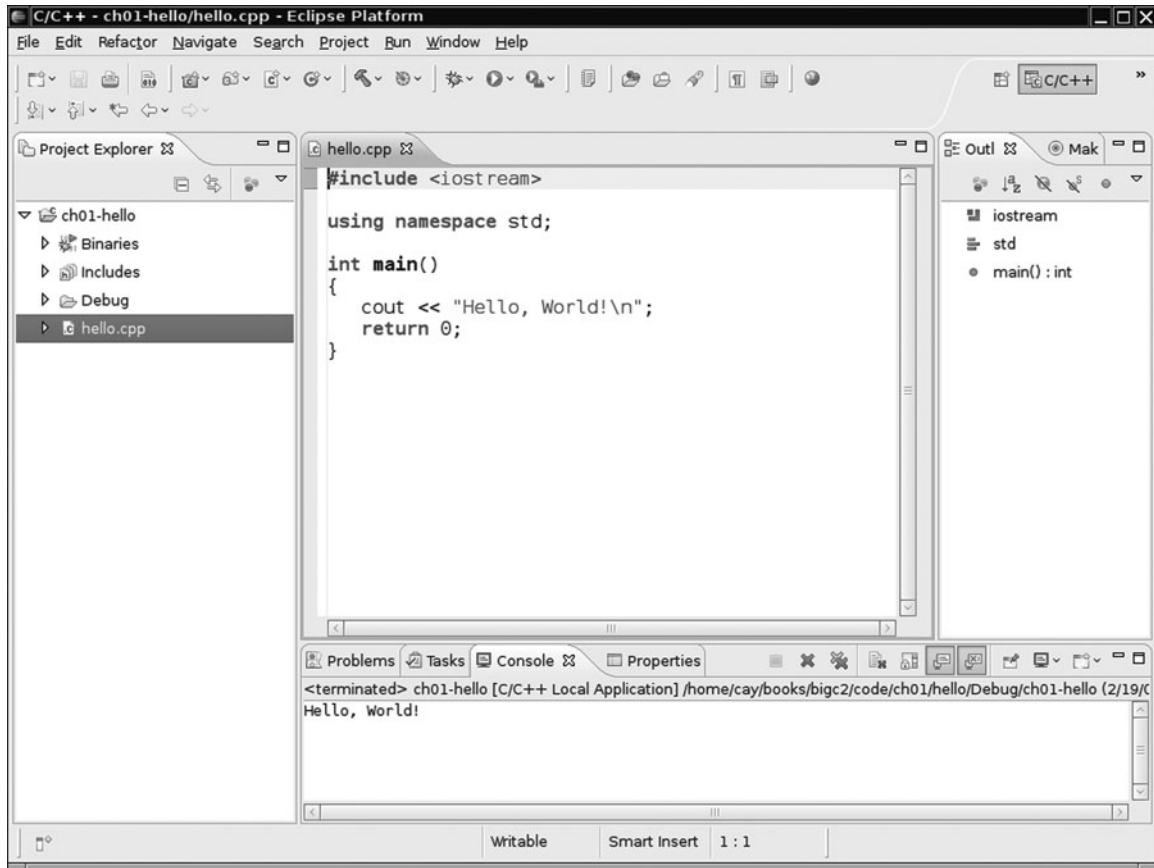 C/C++ - ch01-hello/hello.cpp - Eclipse Platform
File Edit Refactor Navigate Search Project Run Window Help
C/C++ »
Project Explorer
ch01-hello
Binaries
Includes
Debug
hello.cpp
hello.cpp
#include <iostream>
using namespace std;
int main()
{
cout << "Hello, World!\n";
return 0;
}
Outl Mak
iostream
std
main() : int
Problems Tasks Console Properties
<terminated> ch01-hello [C/C++ Local Application] /home/cay/books/bigc2/code/ch01/hello/Debug/ch01-hello (2/19/
Hello, World!
Writable Smart Insert 1 : 1